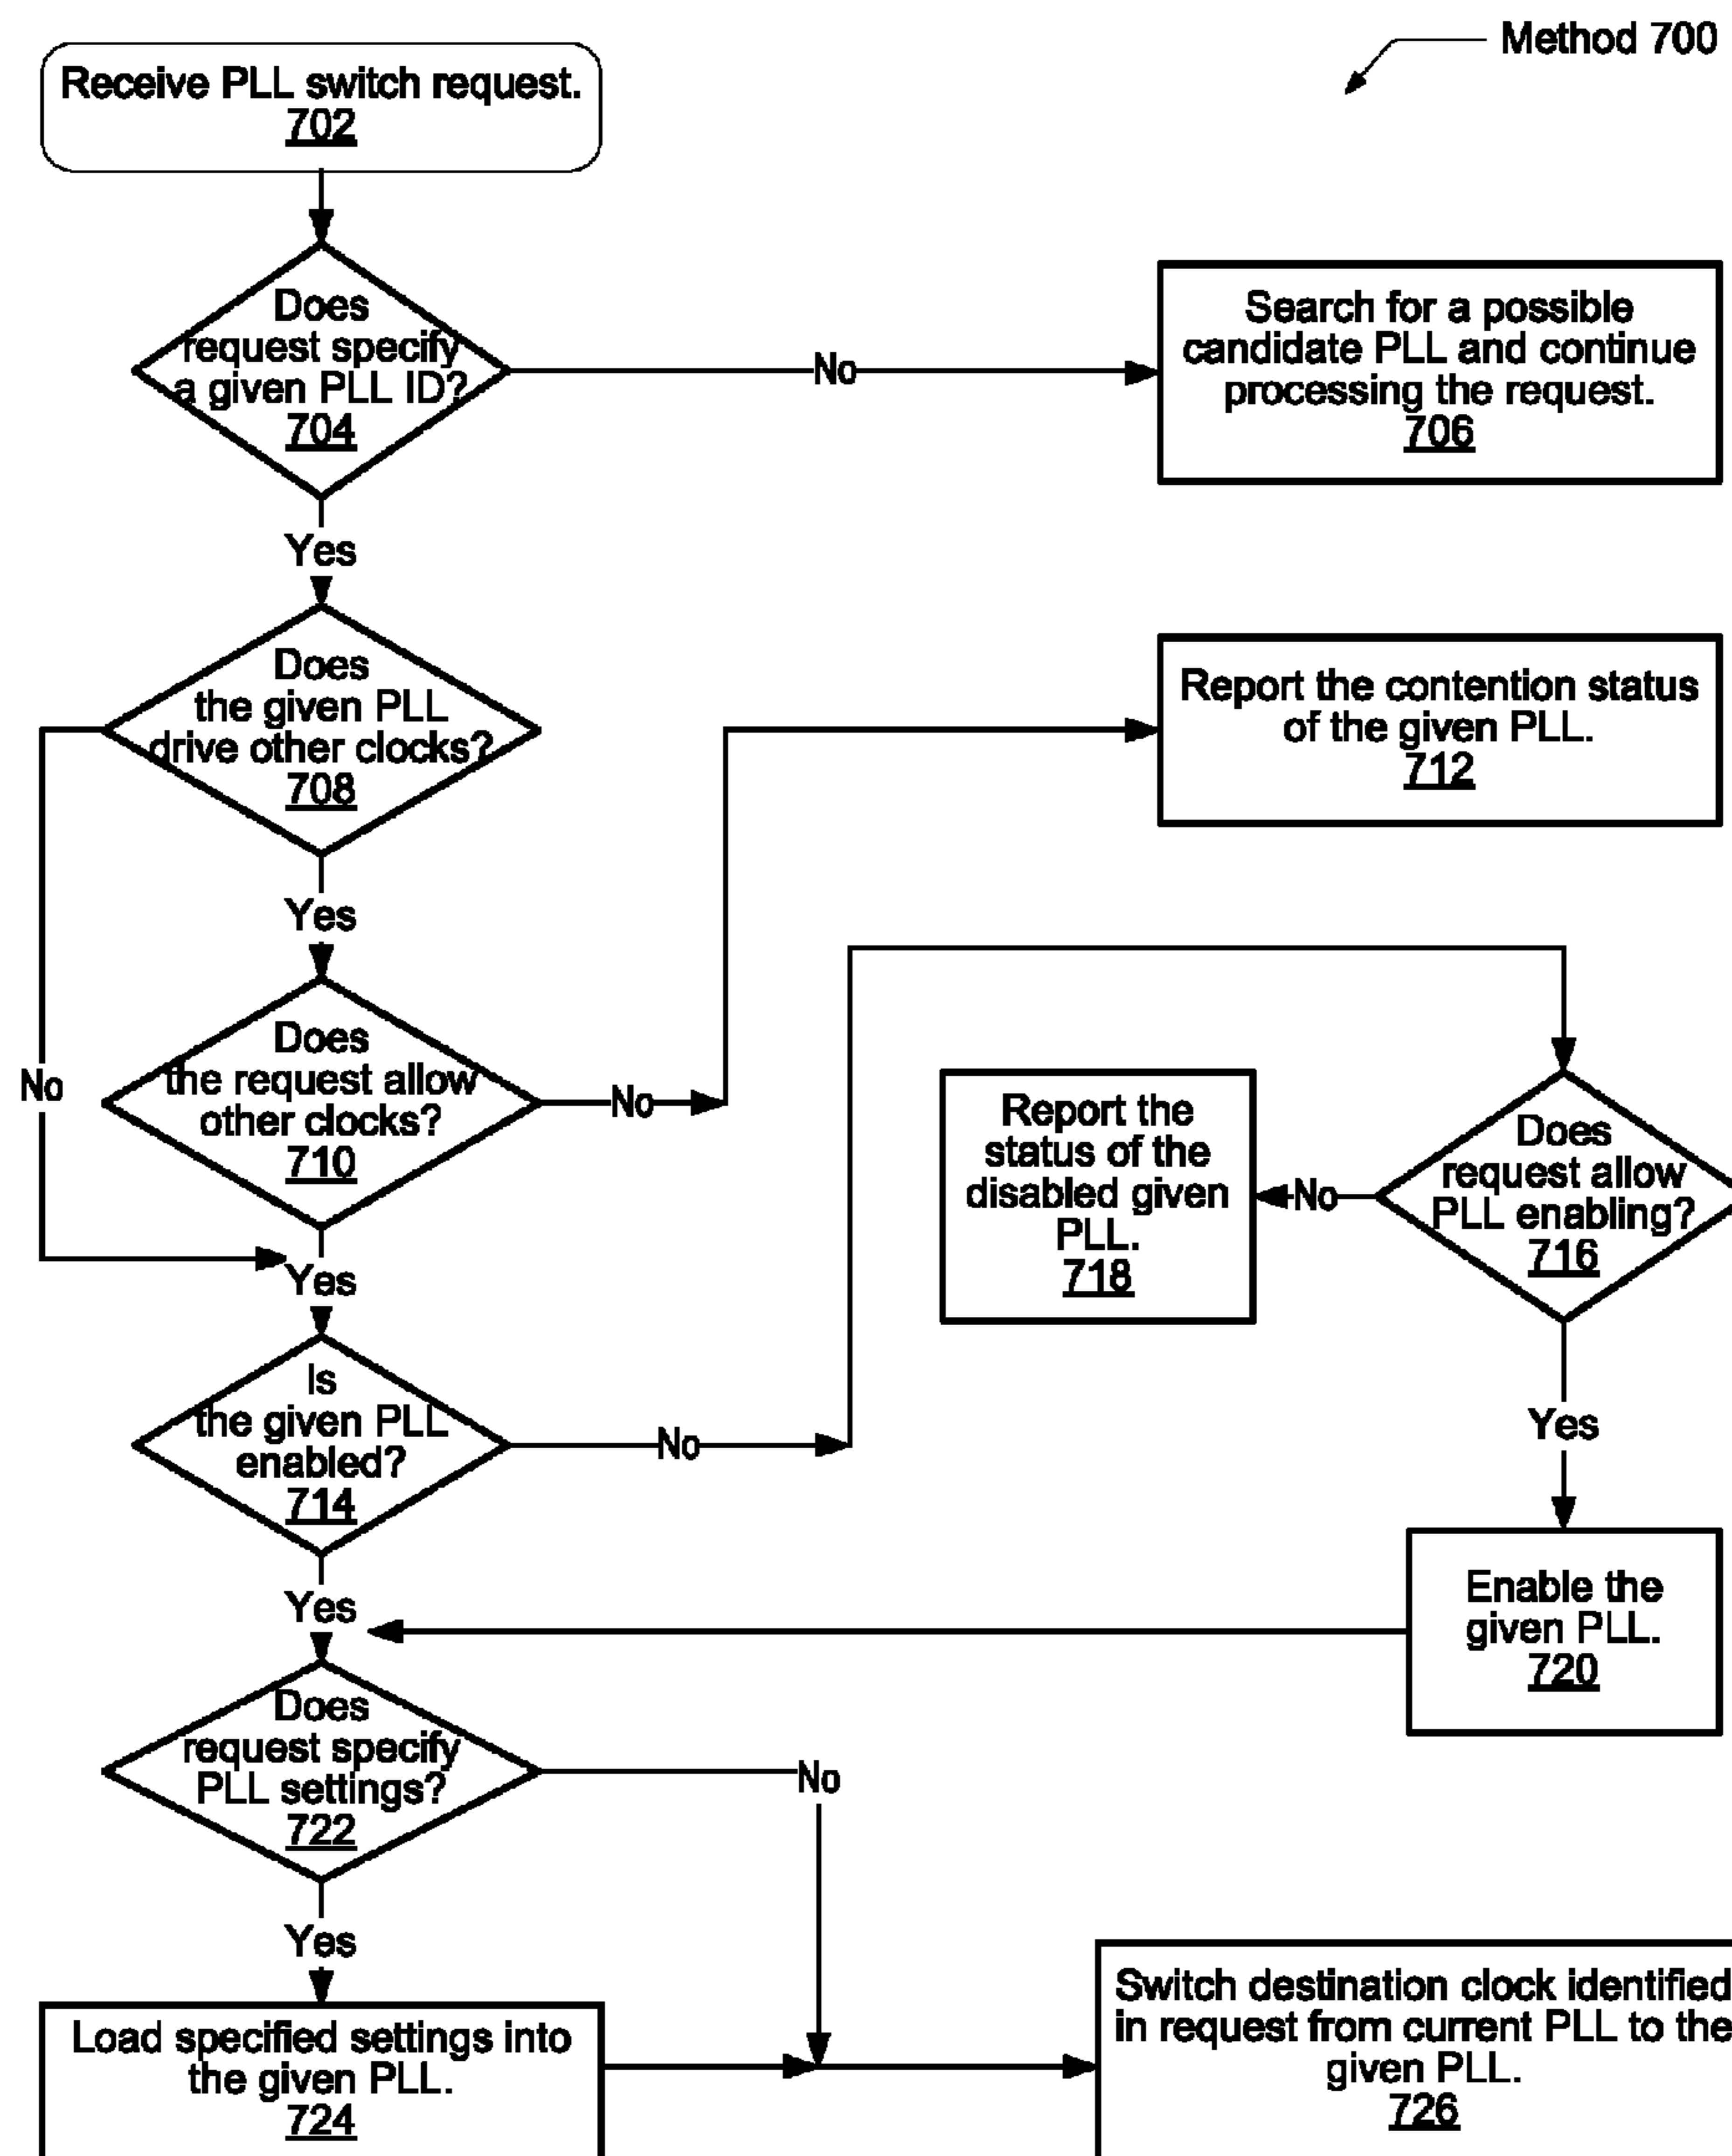 Method 700
Receive PLL switch request.
702
Does
request specify
a given PLL ID?
704
No
Search for a possible
candidate PLL and continue
processing the request.
706
Yes
Does
the given PLL
drive other clocks?
708
Report the contention status
of the given PLL.
712
Yes
No
Does
the request allow
other clocks?
710
No
Report the
status of the
disabled given
PLL.
718
No
Does
request allow
PLL enabling?
716
Yes
Is
the given PLL
enabled?
714
No
Yes
Yes
Enable the
given PLL.
720
Does
request specify
PLL settings?
722
No
Yes
Load specified settings into
the given PLL.
724
Switch destination clock identified
in request from current PLL to the
given PLL.
726